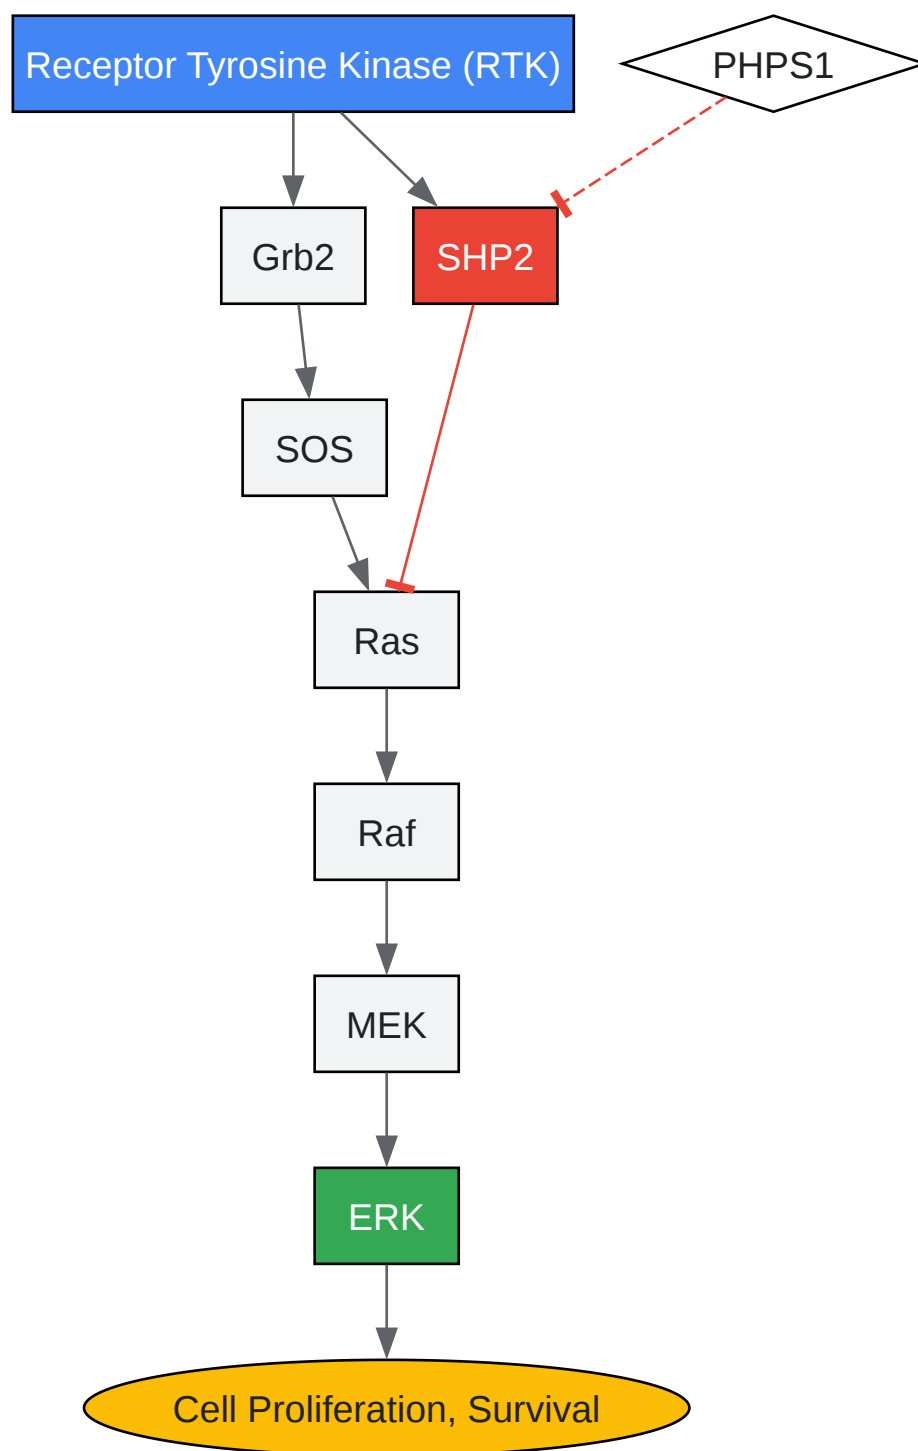 Receptor Tyrosine Kinase (RTK)
PHPS1
Grb2
SHP2
SOS
Ras
Raf
MEK
ERK
Cell Proliferation, Survival